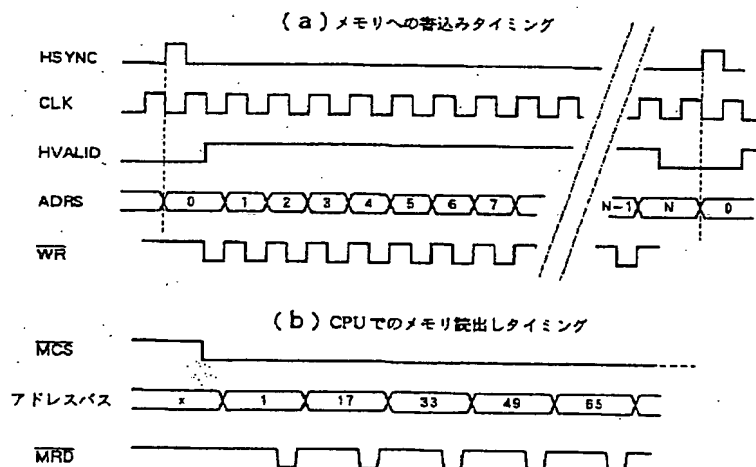 (a)メモリへの書込みタイミング
HSYNC
CLK
HVALID
ADRS 0 1 2 3 4 5 6 7 N-1 N 0
WR
(b)CPUでのメモリ読出しタイミング
MCS
アドレスバス x 1 17 33 49 65
MRD